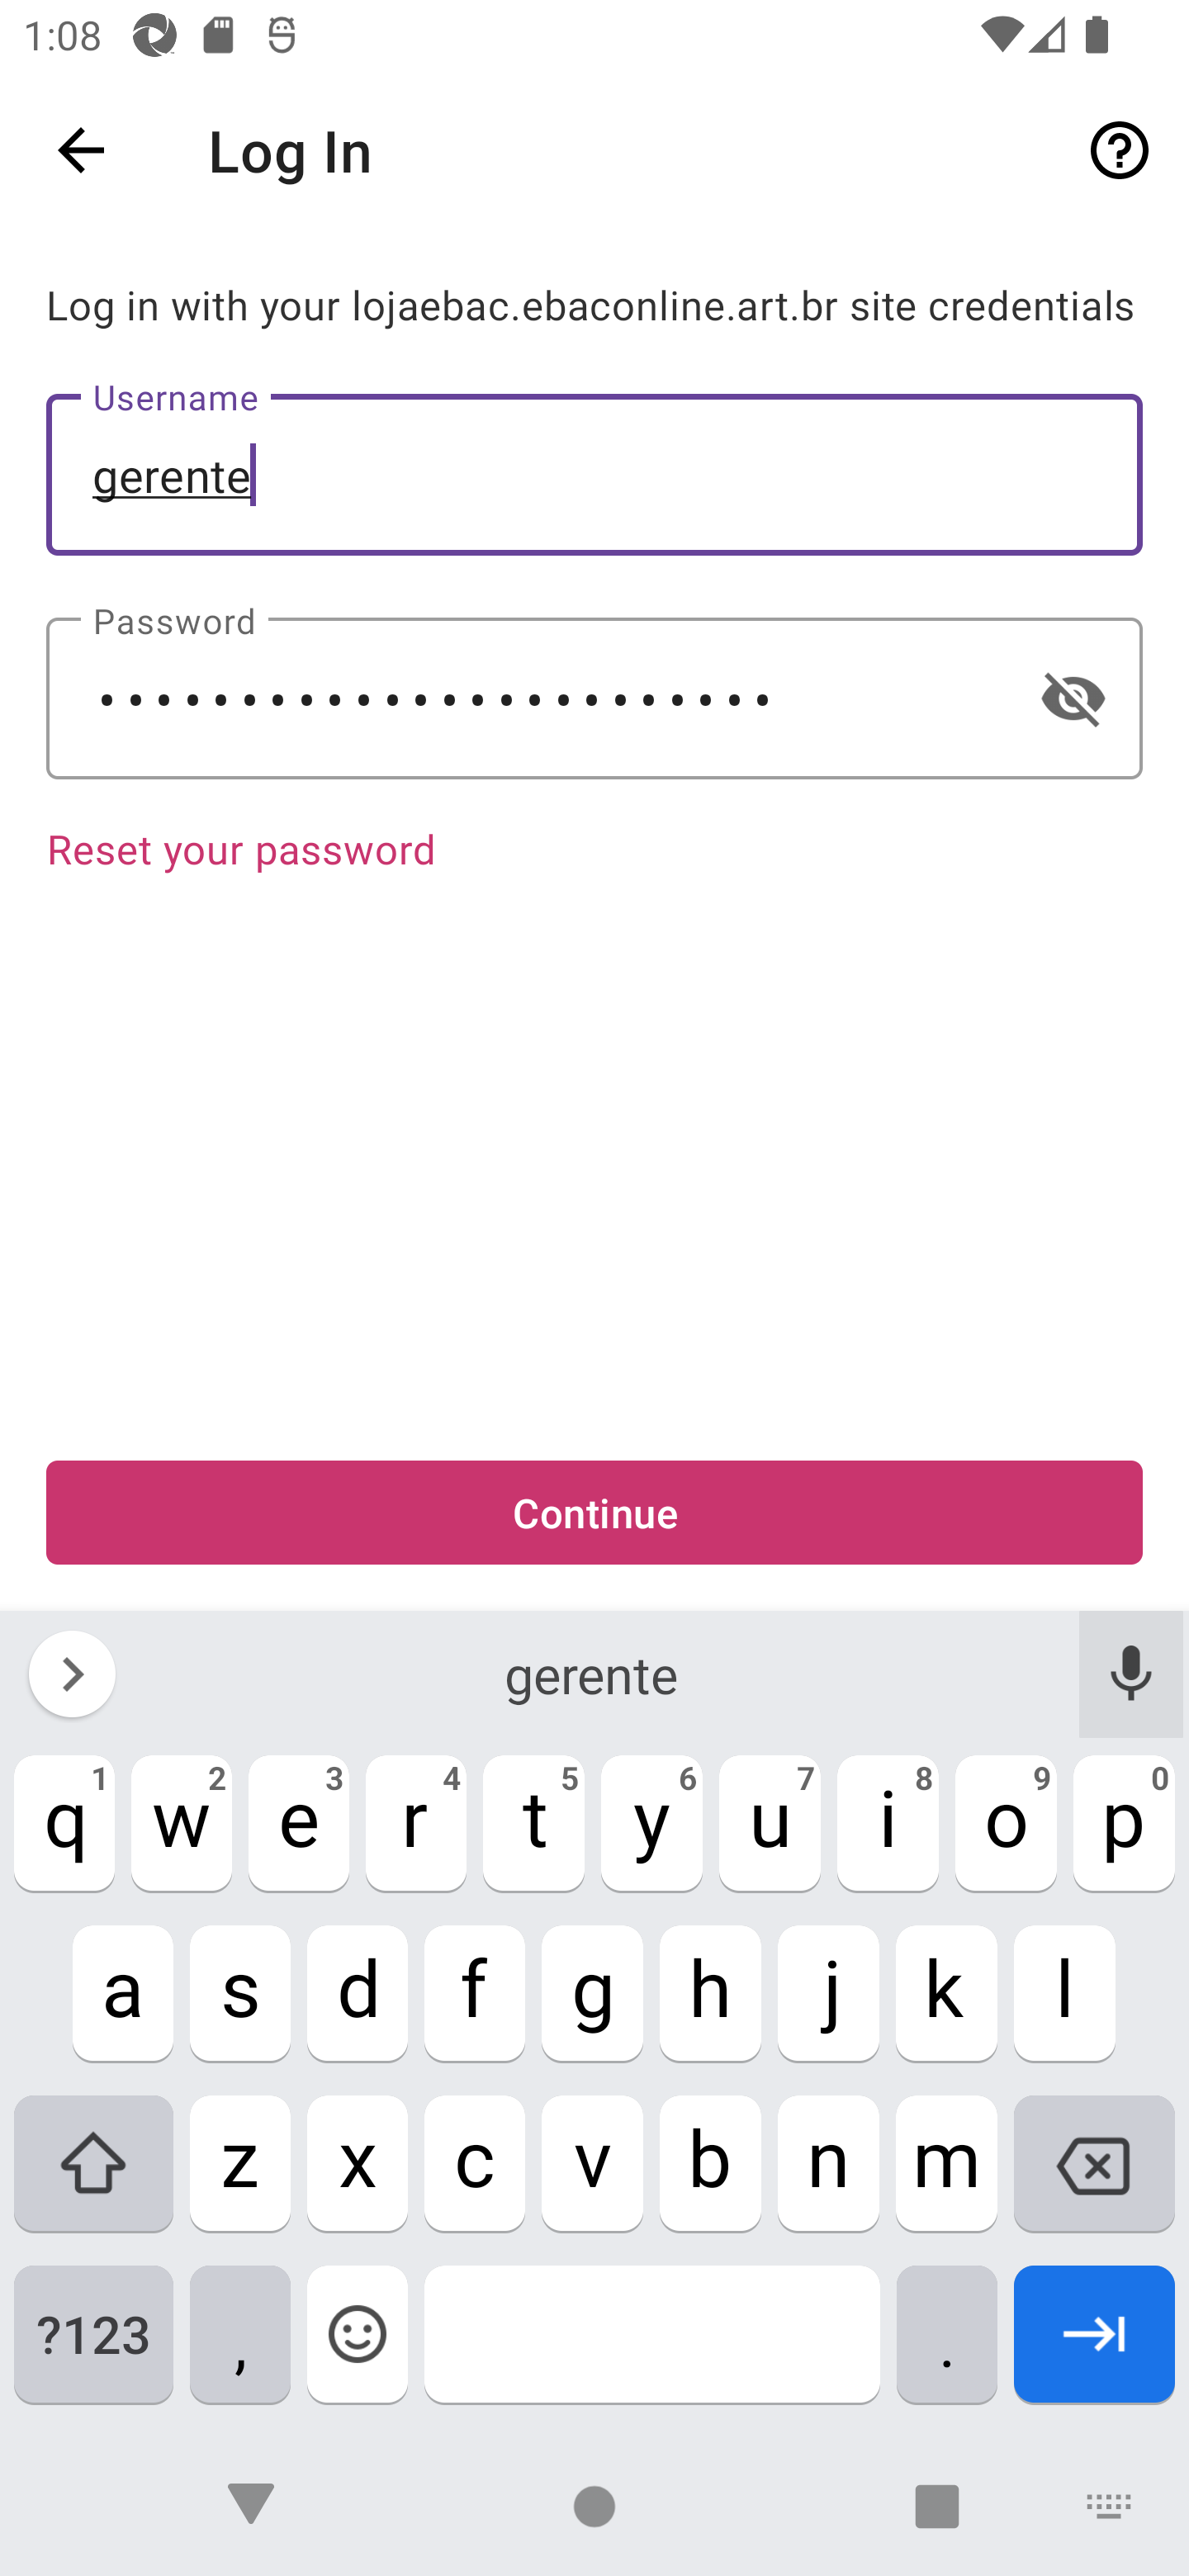 1:08
Log In
Log in with your lojaebac.ebaconline.art.br site credentials
Username
gerente
Password
••••••••••••••••••••••••
Reset your password
Continue
gerente
1 2 3 4 5 6 7 8 9 0
q w e r t y u i o p
a s d f g h j k l
z x c v b n m
?123 , .